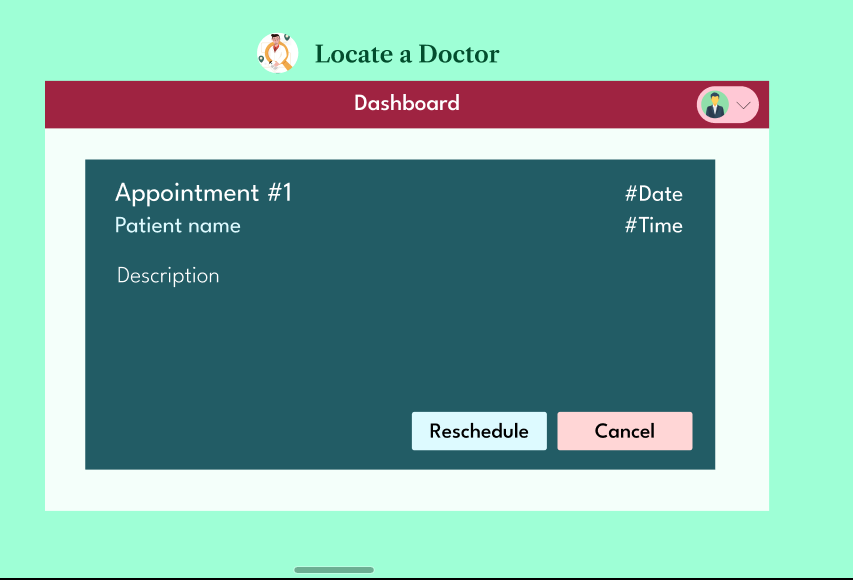 Locate a Doctor
Dashboard
Appointment #1
#Date
Patient name
#Time
Description
Reschedule
Cancel